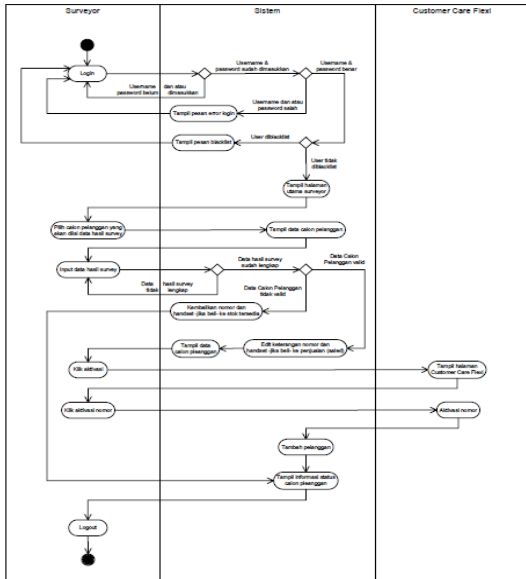 Surveyor
Sistem
Customer Care Flexi
Login
Username &
password sudah dimasukkan
Username &
password benar
Username dan atau
password belum dimasukkan
Username dan atau
password salah
Tampil pesan error login
Tampil pesan blacklist
User diblacklist
User tidak
diblacklist
Tampil halaman
utama surveyor
Pilih calon pelanggan yang
akan diisi data hasil survey
Tampil data calon pelanggan
Input data hasil survey
Data hasil survey
sudah lengkap
Data Calon
Pelanggan valid
Data hasil survey
tidak lengkap
Data Calon Pelanggan
tidak valid
Kembalikan nomor dan
handset -jika beli- ke stok tersedia
Tampil data
calon pleanggan
Edit keterangan nomor dan
handset -jika beli- ke penjualan (saled)
Klik aktivasi
Tampil halaman
Customer Care Flexi
Klik aktivasi nomor
Aktivasi nomor
Tambah pelanggan
Tampil informasi status
calon pleanggan
Logout